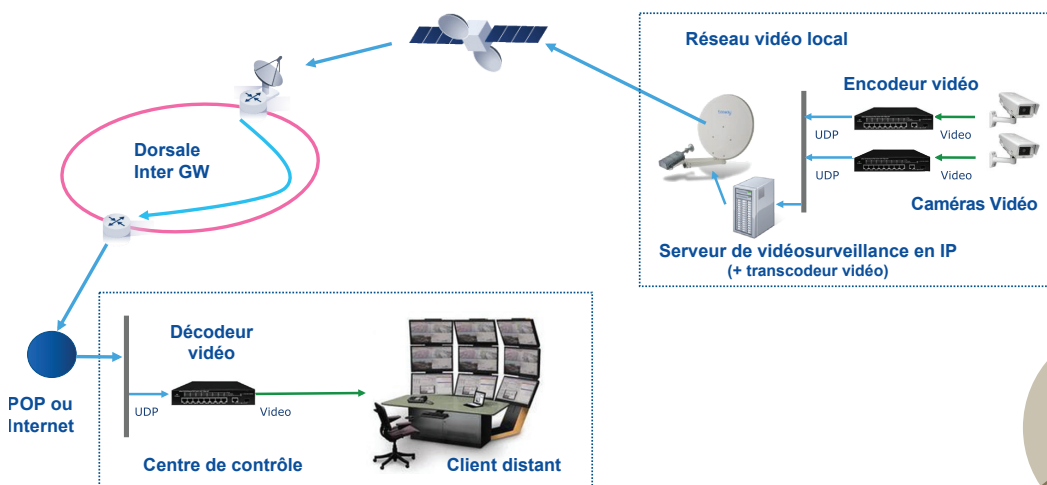 Réseau vidéo local
Encodeur vidéo
UDP
Video
UDP
Video
Caméras Vidéo
Serveur de vidéosurveillance en IP
(+ transcodeur vidéo)
Dorsale
Inter GW
POP ou
Internet
Décodeur
vidéo
UDP
Video
Centre de contrôle
Client distant